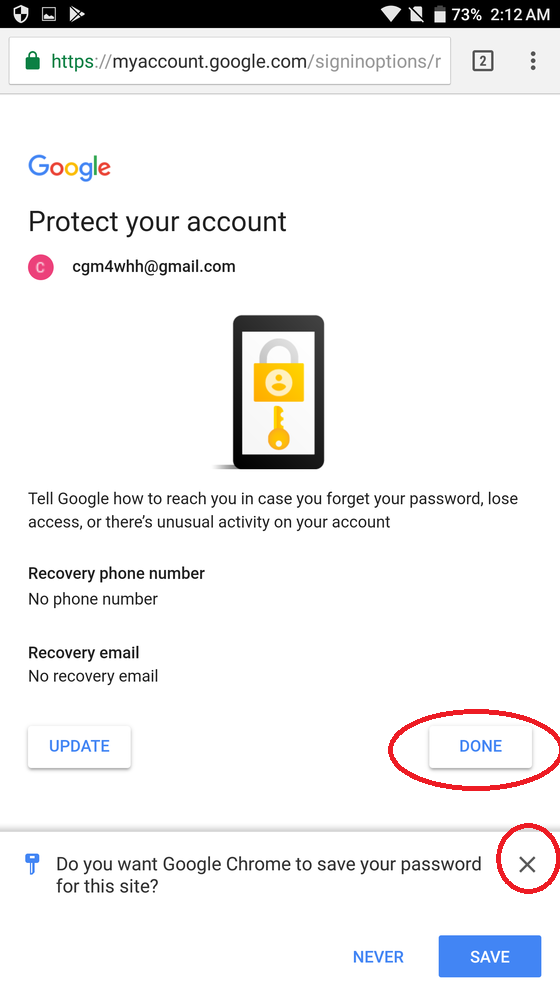 73% 2:12 AM
https://myaccount.google.com/signinoptions/r
2
Google
Protect your account
C
cgm4whh@gmail.com
Tell Google how to reach you in case you forget your password, lose
access, or there’s unusual activity on your account
Recovery phone number
No phone number
Recovery email
No recovery email
UPDATE
DONE
Do you want Google Chrome to save your password
for this site?
NEVER
SAVE